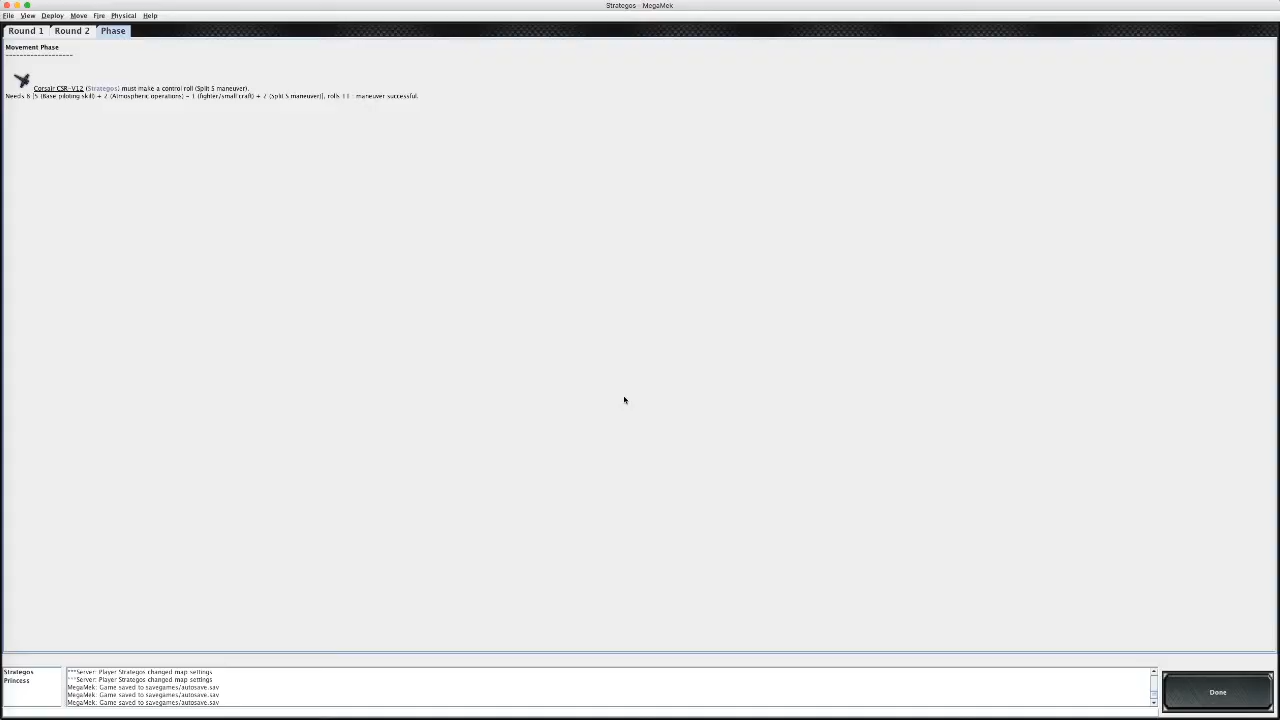 Strategos - MegaMek
File View Deploy Move Fire Physical Help
Round 1 Round 2 Phase
Movement Phase
--------------------
Corsair CSR-V12 (Strategos) must make a control roll (Split S maneuver).
Needs 8 [5 (Base piloting skill) + 2 (Atmospheric operations) - 1 (fighter/small craft) + 2 (Split S maneuver)], rolls 11 : maneuver successful.
Strategos
Princess
***Server: Player Strategos changed map settings
***Server: Player Strategos changed map settings
MegaMek: Game saved to savegames/autosave.sav
MegaMek: Game saved to savegames/autosave.sav
MegaMek: Game saved to savegames/autosave.sav
Done